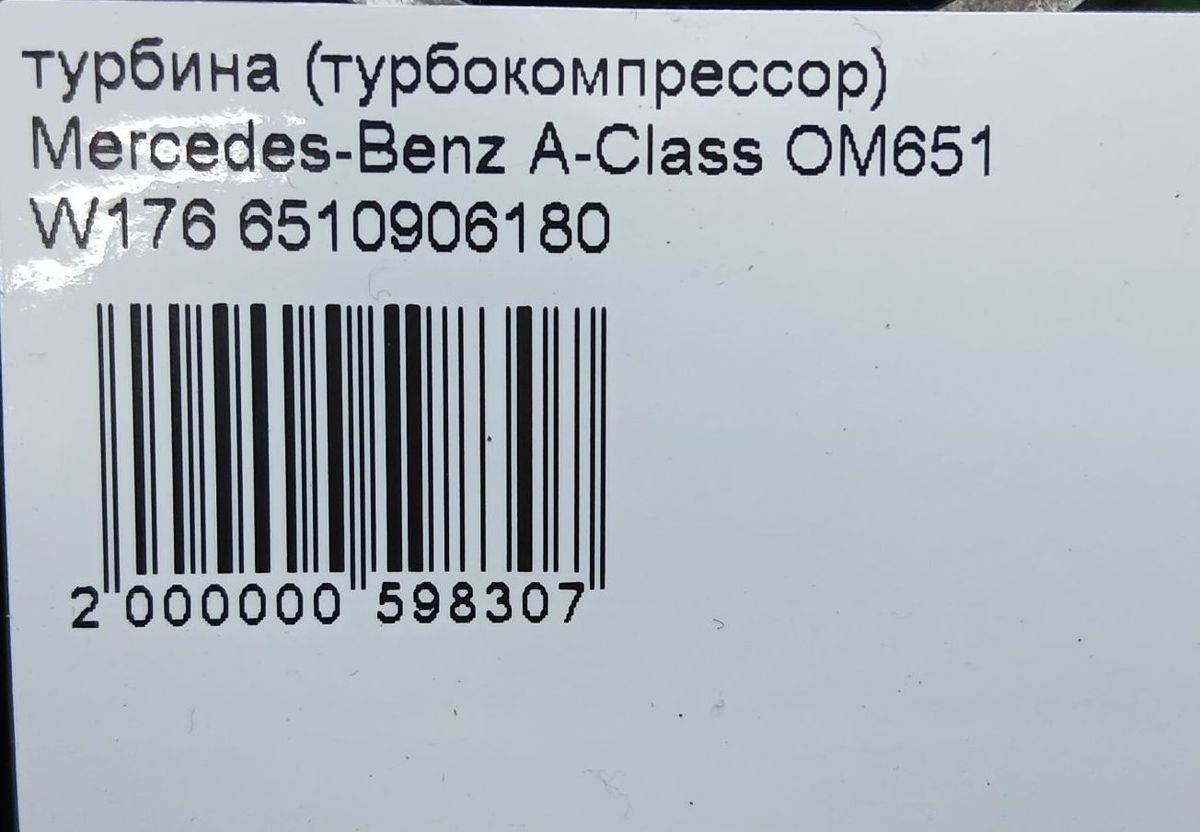 турбина (турбокомпрессор)
Mercedes-Benz A-Class OM651
W176 6510906180
2 000000 598307